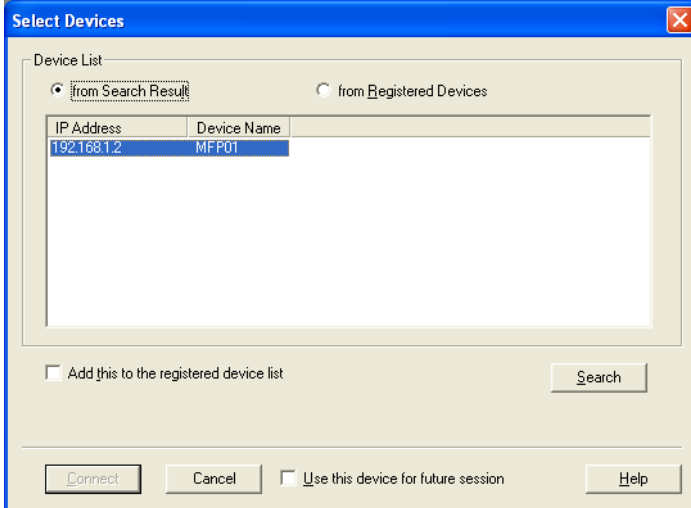 Select Devices
Device List
from Search Result from Registered Devices
IP Address Device Name
192.168.1.2 MFP01
Add this to the registered device list Search
Connect Cancel Use this device for future session Help